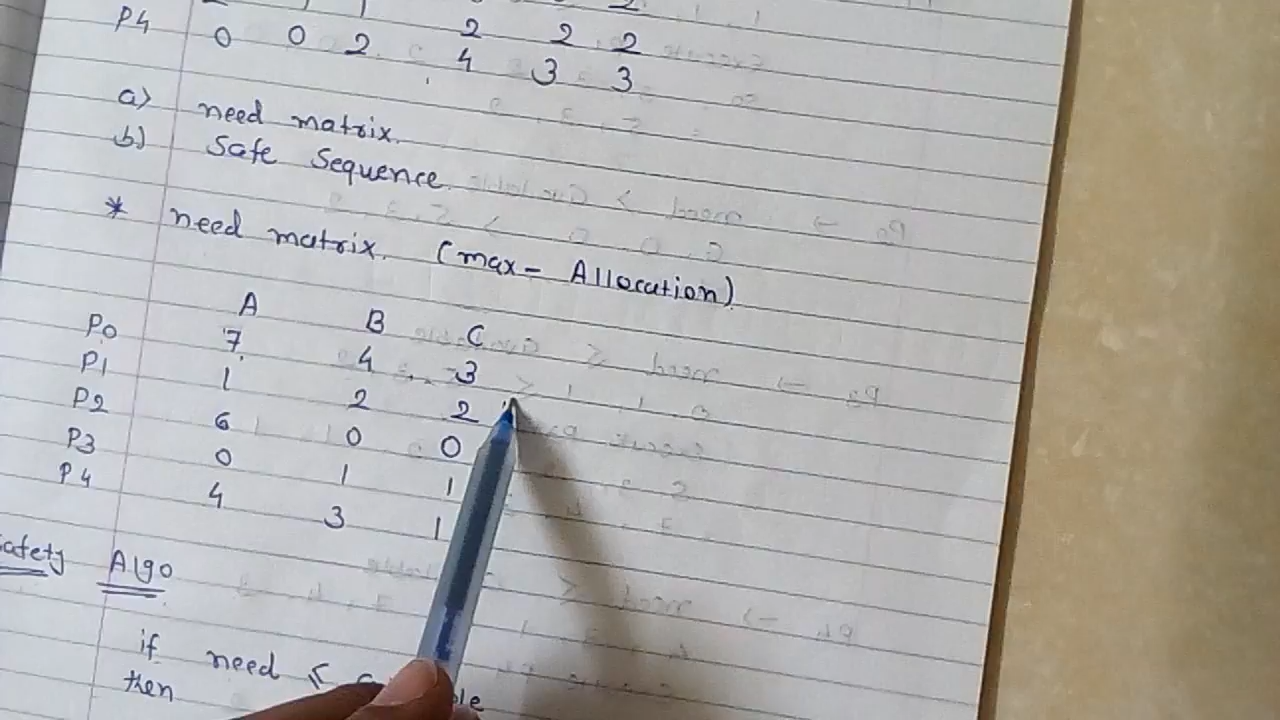 2 2 2
P4 0 0 2 4 3 3
a) need matrix.
b) Safe Sequence.
* need matrix. (max - Allocation)
A B C
P0 7 4 3
P1 1 2 2
P2 6 0 0
P3 0 1 1
P4 4 3 1
Algo
if need ≤
then